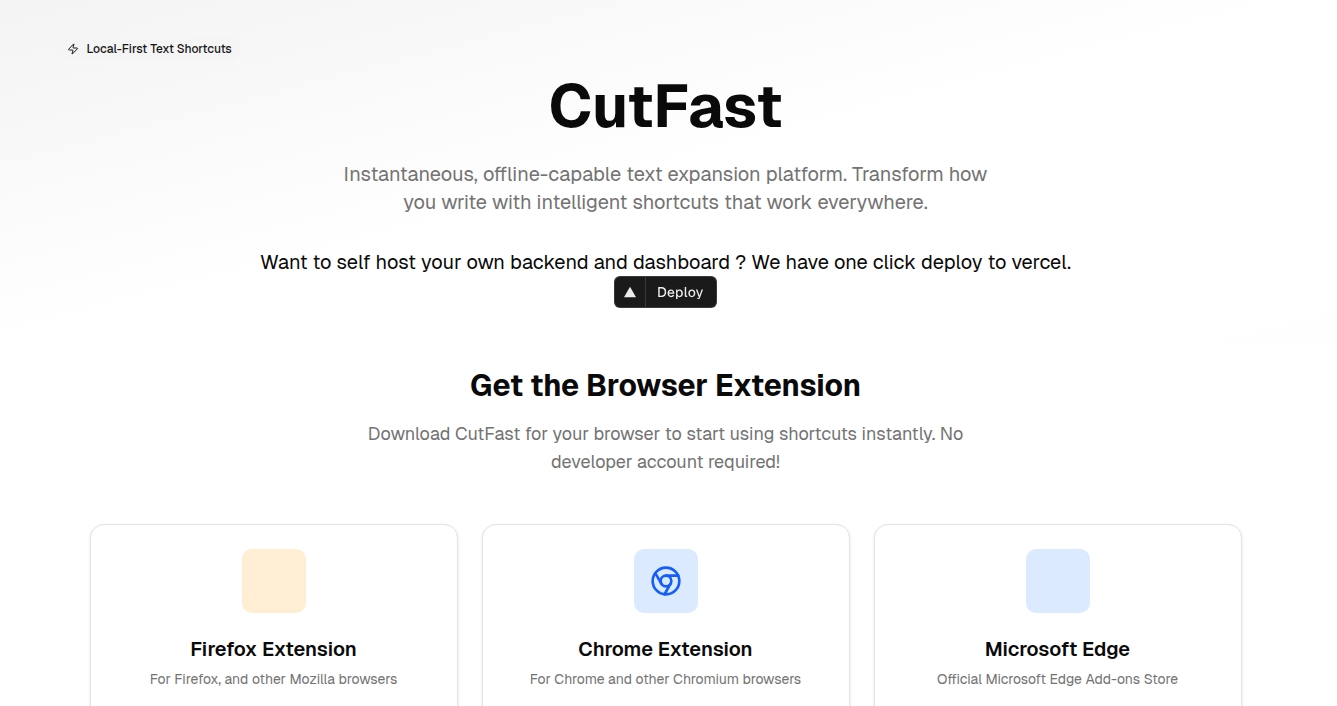 Local-First Text Shortcuts
CutFast
Instantaneous, offline-capable text expansion platform. Transform how
you write with intelligent shortcuts that work everywhere.
Want to self host your own backend and dashboard ? We have one click deploy to vercel.
Deploy
Get the Browser Extension
Download CutFast for your browser to start using shortcuts instantly. No
developer account required!
Firefox Extension
For Firefox, and other Mozilla browsers
Chrome Extension
For Chrome and other Chromium browsers
Microsoft Edge
Official Microsoft Edge Add-ons Store